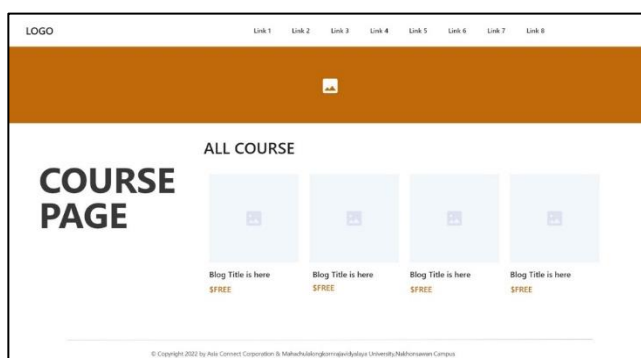 LOGO
Link 1 Link 2 Link 3 Link 4 Link 5 Link 6 Link 7 Link 8
ALL COURSE
COURSE
PAGE
Blog Title is here Blog Title is here Blog Title is here Blog Title is here
$FREE $FREE $FREE $FREE
© Copyright 2022 by Asia Connect Corporation & Mahachulalongkornrajavidyalaya University,Nakhonsawan Campus